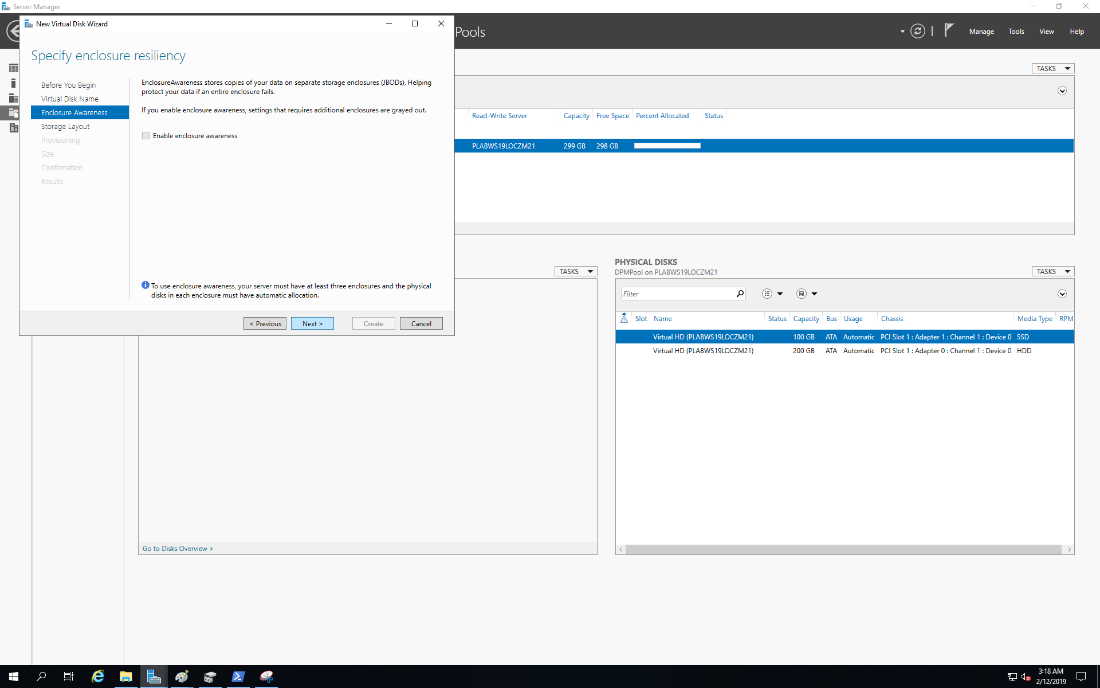 Server Manager
New Virtual Disk Wizard
Pools
Manage
Tools
View
Help
Specify enclosure resiliency
Before You Begin
Virtual Disk Name
Enclosure Awareness
Storage Layout
Provisioning
Size
Confirmation
Results
EnclosureAwareness stores copies of your data on separate storage enclosures (JBODs). Helping
protect your data if an entire enclosure fails.
If you enable enclosure awareness, settings that requires additional enclosures are grayed out.
Enable enclosure awareness
To use enclosure awareness, your server must have at least three enclosures and the physical
disks in each enclosure must have automatic allocation.
< Previous
Next >
Create
Cancel
TASKS
Read-Write Server Capacity Free Space Percent Allocated Status
PLABWS19LOCZM21 299 GB 298 GB
TASKS
Go to Disks Overview >
PHYSICAL DISKS
DPMPool on PLABWS19LOCZM21
TASKS
Filter
Slot Name Status Capacity Bus Usage Chassis Media Type RPM
Virtual HD (PLABWS19LOCZM21) 100 GB ATA Automatic PCI Slot 1 : Adapter 1 : Channel 1 : Device 0 SSD
Virtual HD (PLABWS19LOCZM21) 200 GB ATA Automatic PCI Slot 1 : Adapter 0 : Channel 1 : Device 0 HDD
3:18 AM
2/12/2019